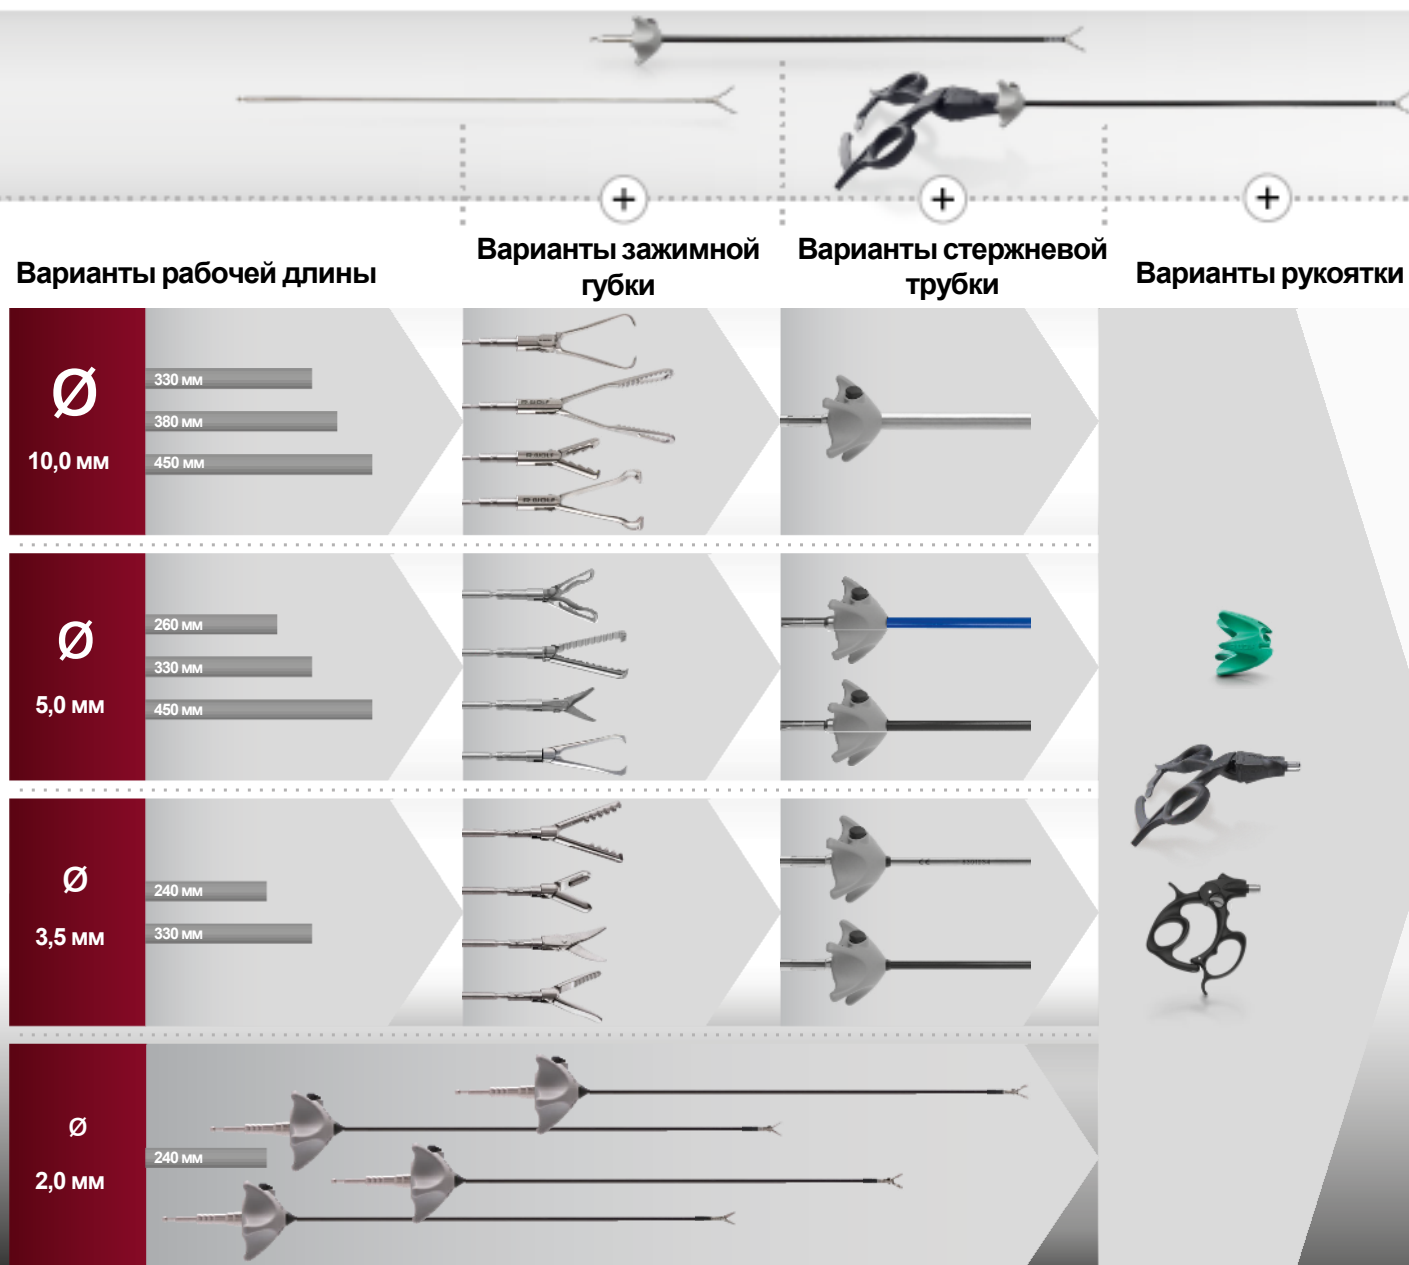 Варианты рабочей длины
Варианты зажимной
губки
Варианты стержневой
трубки
Варианты рукоятки
Ø
10,0 мм
330 мм
380 мм
450 мм
Ø
5,0 мм
260 мм
330 мм
450 мм
Ø
3,5 мм
240 мм
330 мм
Ø
2,0 мм
240 мм